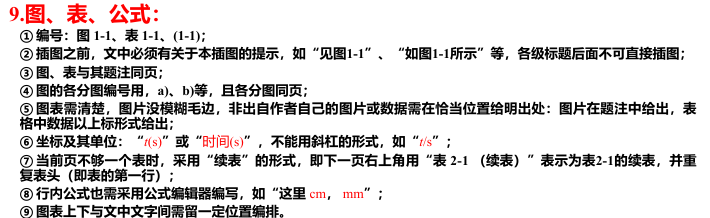 9.图、表、公式：
① 编号：图 1-1、表 1-1、(1-1)；
② 插图之前，文中必须有关于本插图的提示，如“见图1-1”、“如图1-1所示”等，各级标题后面不可直接插图；
③ 图、表与其题注同页；
④ 图的各分图编号用，a)、b)等，且各分图同页；
⑤ 图表需清楚，图片没模糊毛边，非出自作者自己的图片或数据需在恰当位置给明出处：图片在题注中给出，表
格中数据以上标形式给出；
⑥ 坐标及其单位：“t(s)”或“时间(s)”，不能用斜杠的形式，如“t/s”；
⑦ 当前页不够一个表时，采用“续表”的形式，即下一页右上角用“表 2-1 （续表）”表示为表2-1的续表，并重
复表头（即表的第一行）；
⑧ 行内公式也需采用公式编辑器编写，如“这里 cm， mm”；
⑨ 图表上下与文中文字间需留一定位置编排。